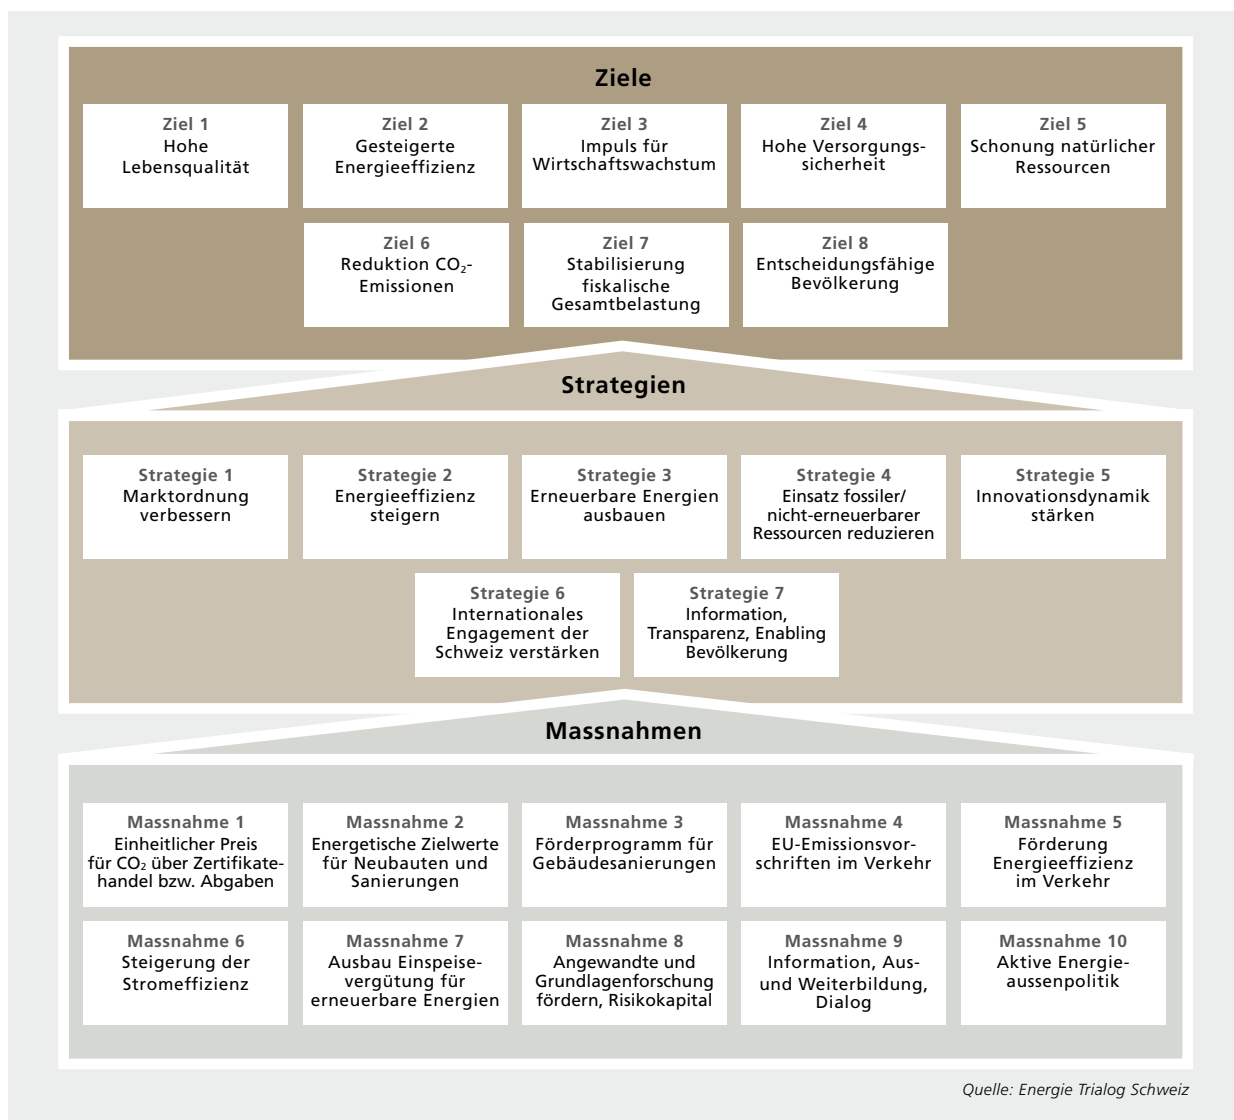 Ziele
Ziel 1
Hohe
Lebensqualität
Ziel 2
Gesteigerte
Energieeffizienz
Ziel 3
Impuls für
Wirtschaftswachstum
Ziel 4
Hohe Versorgungs-
sicherheit
Ziel 5
Schonung natürlicher
Ressourcen
Ziel 6
Reduktion CO₂-
Emissionen
Ziel 7
Stabilisierung
fiskalische
Gesamtbelastung
Ziel 8
Entscheidungsfähige
Bevölkerung
Strategien
Strategie 1
Marktordnung
verbessern
Strategie 2
Energieeffizienz
steigern
Strategie 3
Erneuerbare Energien
ausbauen
Strategie 4
Einsatz fossiler/
nicht-erneuerbarer
Ressourcen reduzieren
Strategie 5
Innovationsdynamik
stärken
Strategie 6
Internationales
Engagement der
Schweiz verstärken
Strategie 7
Information,
Transparenz, Enabling
Bevölkerung
Massnahmen
Massnahme 1
Einheitlicher Preis
für CO₂ über Zertifikate-
handel bzw. Abgaben
Massnahme 2
Energetische Zielwerte
für Neubauten und
Sanierungen
Massnahme 3
Förderprogramm für
Gebäudesanierungen
Massnahme 4
EU-Emissionsvor-
schriften im Verkehr
Massnahme 5
Förderung
Energieeffizienz
im Verkehr
Massnahme 6
Steigerung der
Stromeffizienz
Massnahme 7
Ausbau Einspeise-
vergütung für
erneuerbare Energien
Massnahme 8
Angewandte und
Grundlagenforschung
fördern, Risikokapital
Massnahme 9
Information, Aus-
und Weiterbildung,
Dialog
Massnahme 10
Aktive Energie-
aussenpolitik
Quelle: Energie Trialog Schweiz